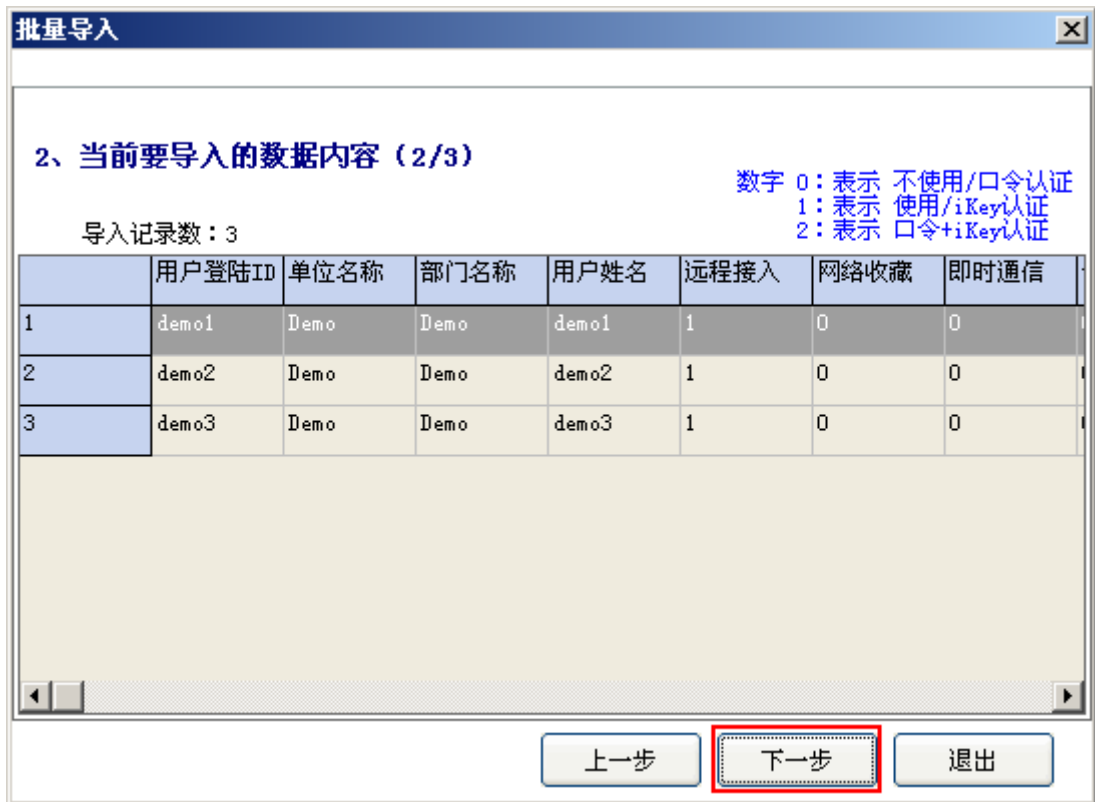 批量导入
2、当前要导入的数据内容（2/3）
数字 0：表示 不使用/口令认证
1：表示 使用/iKey认证
2：表示 口令+iKey认证
导入记录数：3
用户登陆ID 单位名称 部门名称 用户姓名 远程接入 网络收藏 即时通信
1 demo1 Demo Demo demo1 1 0 0
2 demo2 Demo Demo demo2 1 0 0
3 demo3 Demo Demo demo3 1 0 0
上一步 下一步 退出